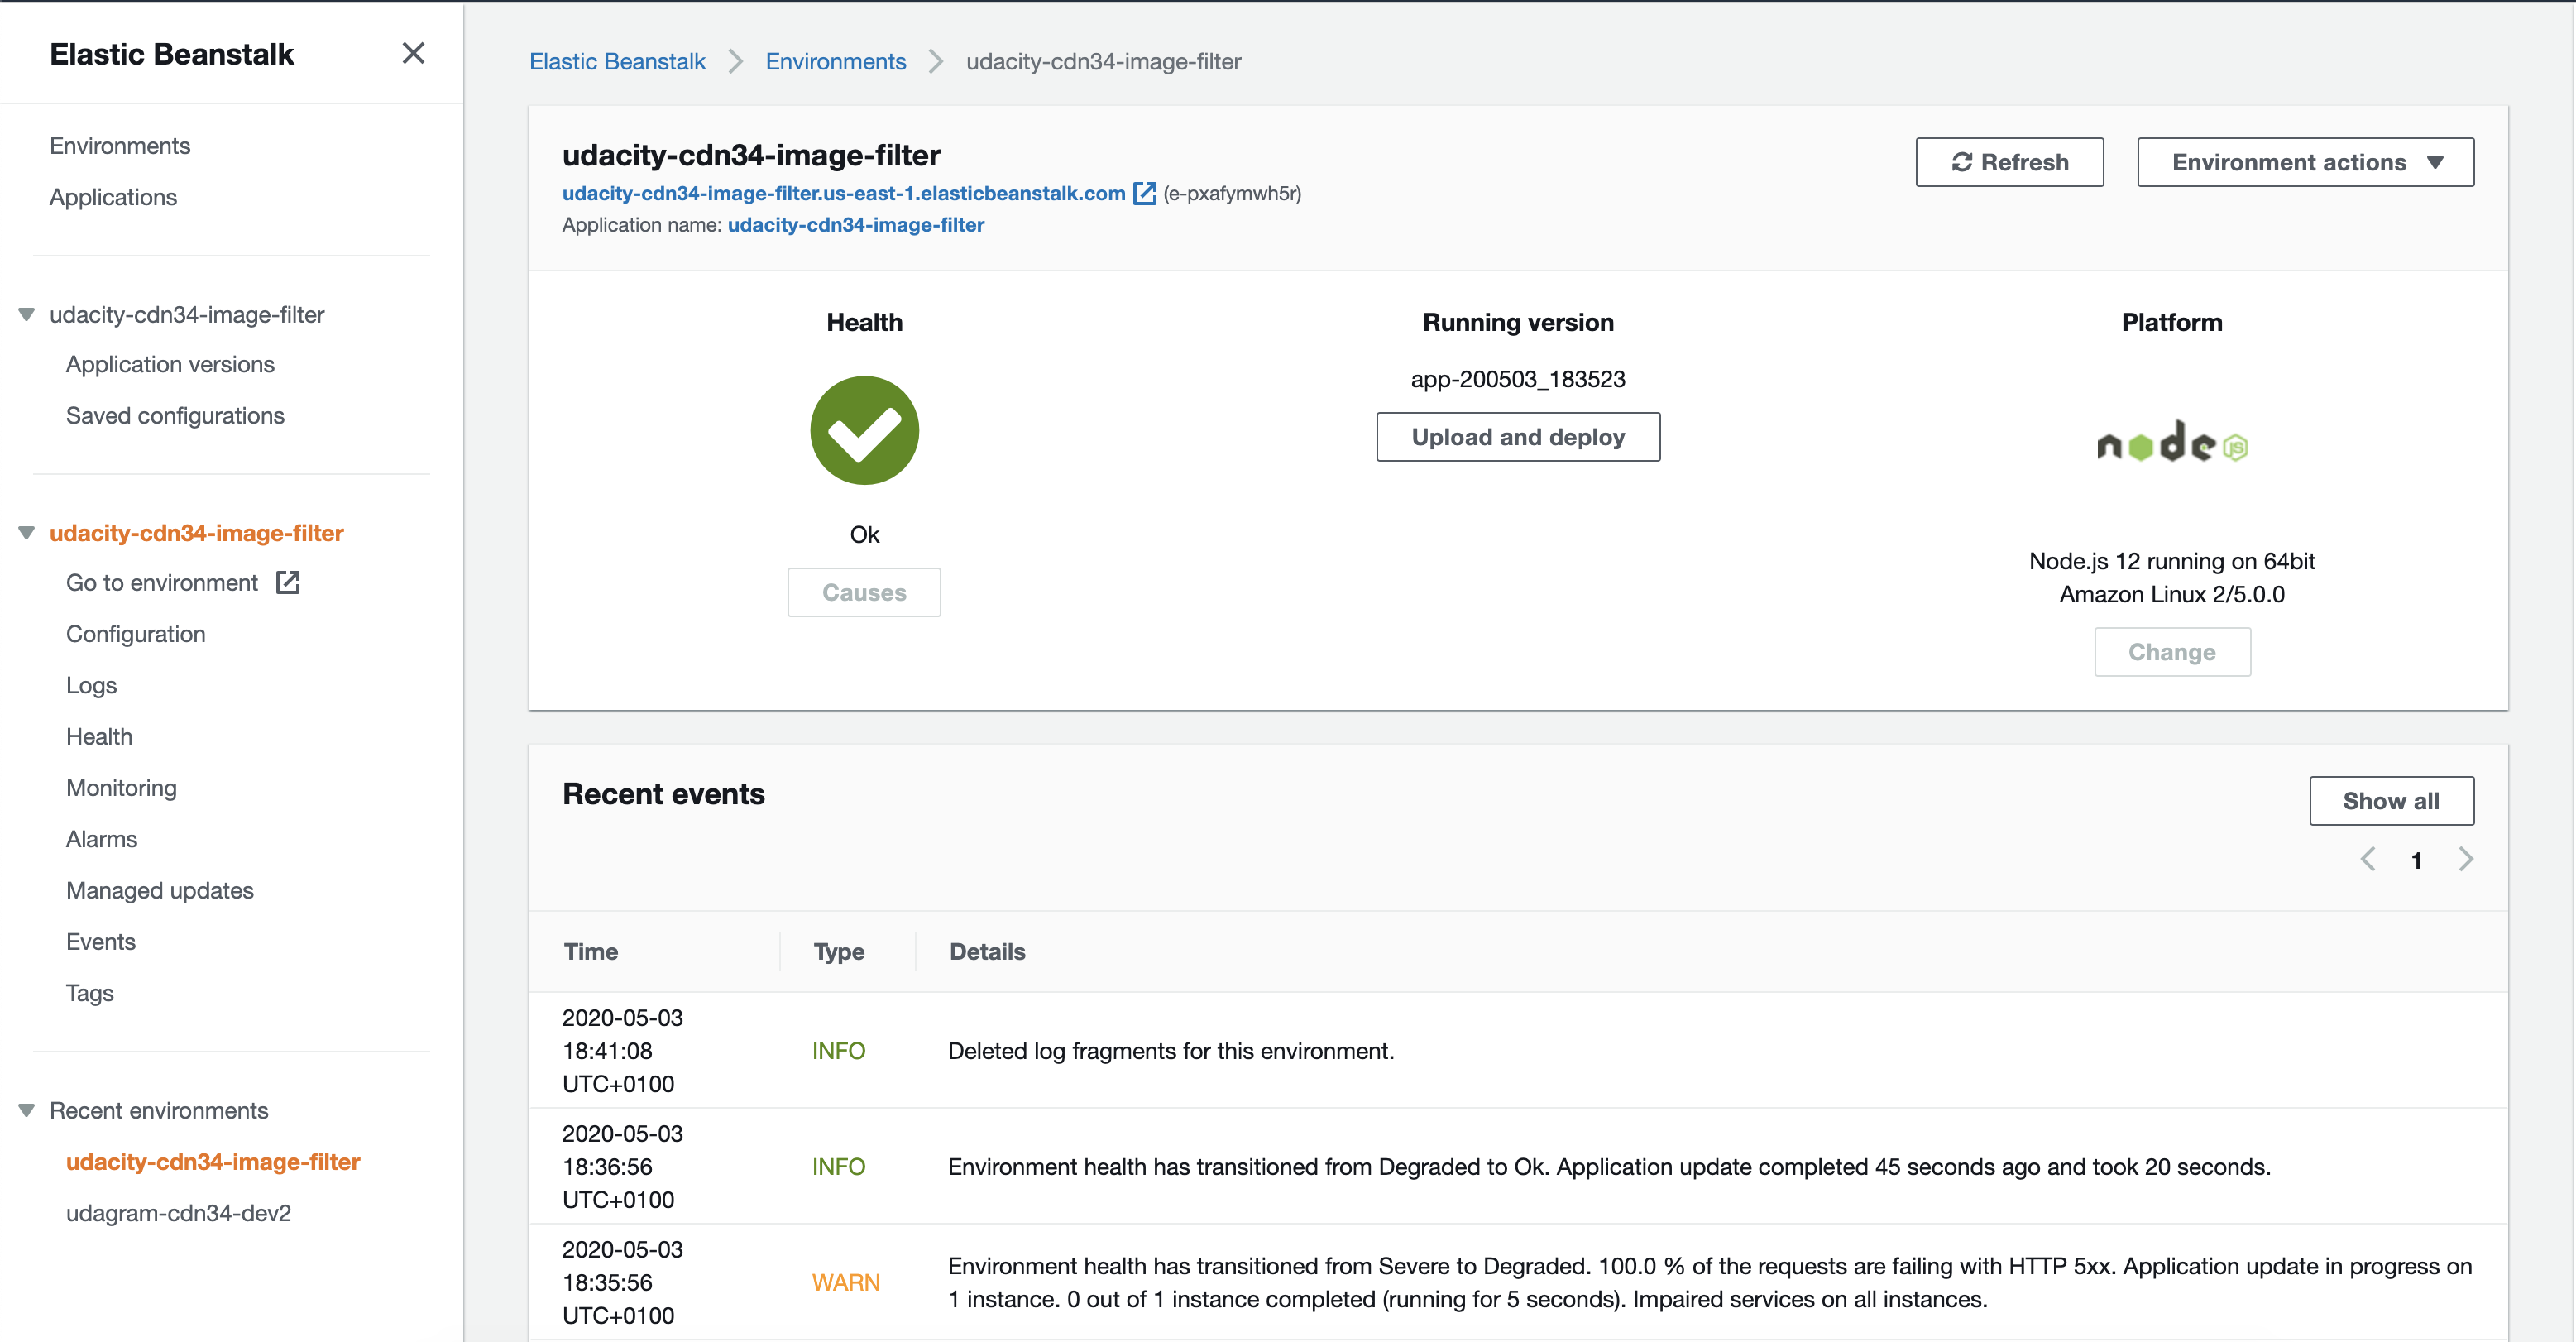 Elastic Beanstalk
Environments
Applications
udacity-cdn34-image-filter
Application versions
Saved configurations
udacity-cdn34-image-filter
Go to environment
Configuration
Logs
Health
Monitoring
Alarms
Managed updates
Events
Tags
Recent environments
udacity-cdn34-image-filter
udagram-cdn34-dev2
Elastic Beanstalk > Environments > udacity-cdn34-image-filter
udacity-cdn34-image-filter
udacity-cdn34-image-filter.us-east-1.elasticbeanstalk.com (e-pxafymwh5r)
Application name: udacity-cdn34-image-filter
Refresh
Environment actions
Health
Ok
Causes
Running version
app-200503_183523
Upload and deploy
Platform
node JS
Node.js 12 running on 64bit
Amazon Linux 2/5.0.0
Change
Recent events
Show all
1
Time Type Details
2020-05-03
18:41:08
UTC+0100
INFO
Deleted log fragments for this environment.
2020-05-03
18:36:56
UTC+0100
INFO
Environment health has transitioned from Degraded to Ok. Application update completed 45 seconds ago and took 20 seconds.
2020-05-03
18:35:56
UTC+0100
WARN
Environment health has transitioned from Severe to Degraded. 100.0 % of the requests are failing with HTTP 5xx. Application update in progress on
1 instance. 0 out of 1 instance completed (running for 5 seconds). Impaired services on all instances.